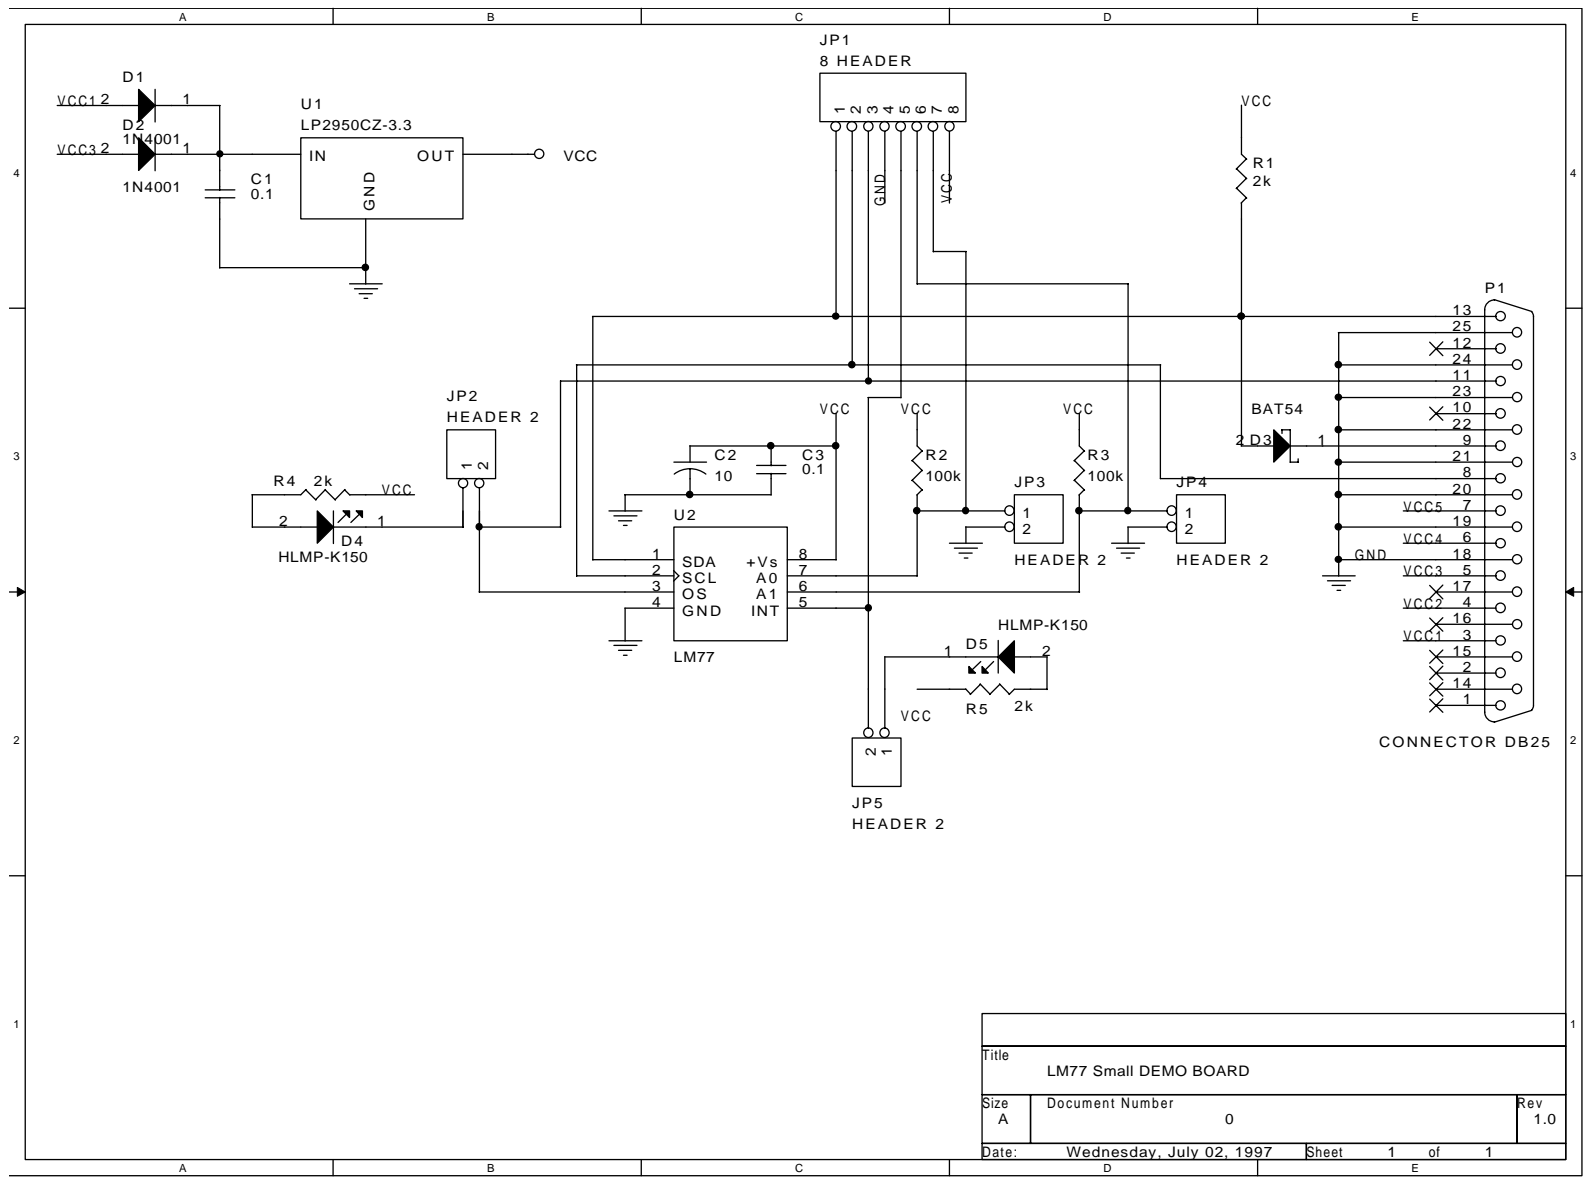 A B C D E
JP1
8 HEADER
1 2 3 4 5 6 7 8
GND
VCC
D1
VCC1 2 1
D2
1N4001
VCC3 2 1
1N4001
C1
0.1
U1
LP2950CZ-3.3
IN OUT
GND
VCC
VCC
R1
2k
4 4
P1
13
25
12
24
11
23
10
22
9
21
8
20
VCC5 7
19
VCC4 6
GND 18
VCC3 5
17
VCC2 4
16
VCC1 3
15
2
14
1
CONNECTOR DB25
BAT54
2 D3 1
3 3
JP2
HEADER 2
1 2
R4 2k
VCC
2 1
D4
HLMP-K150
VCC
C2
10
C3
0.1
VCC
R2
100k
VCC
R3
100k
JP3
1
2
HEADER 2
JP4
1
2
HEADER 2
U2
1 SDA +Vs 8
2 SCL A0 7
3 OS A1 6
4 GND INT 5
LM77
HLMP-K150
1 D5 2
R5 2k
VCC
2 1
JP5
HEADER 2
2 2
1 1
Title
LM77 Small DEMO BOARD
Size Document Number Rev
A 0 1.0
Date: Wednesday, July 02, 1997 Sheet 1 of 1
A B C D E